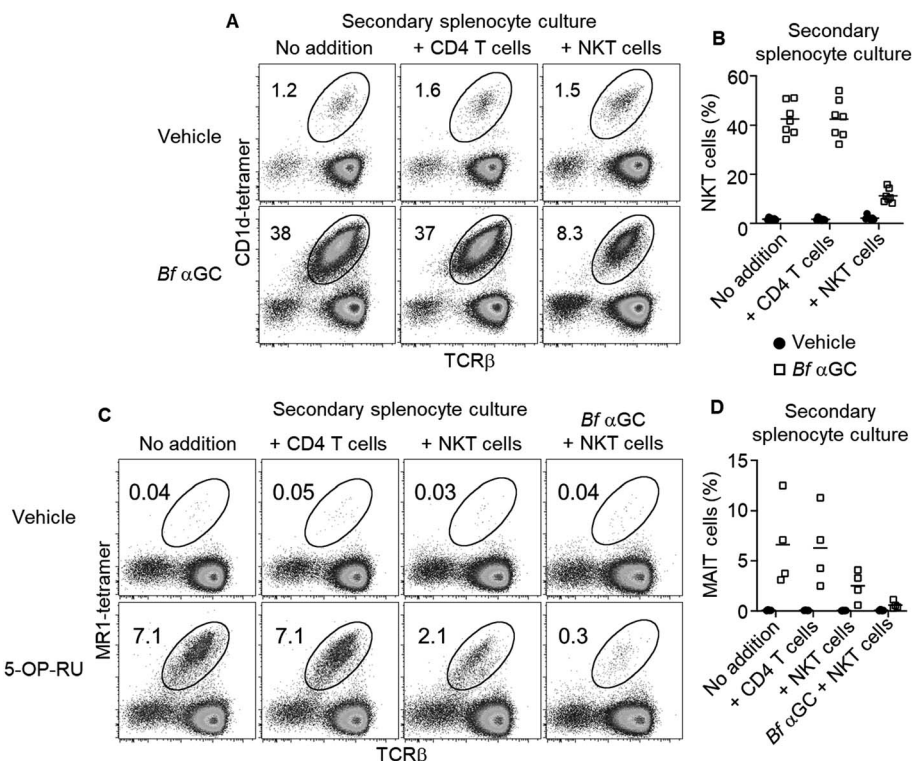 A
Secondary splenocyte culture
No addition
+ CD4 T cells
+ NKT cells
Vehicle
Bf αGC
CD1d-tetramer
1.2
1.6
1.5
38
37
8.3
TCRβ
B
Secondary
splenocyte culture
NKT cells (%)
60
40
20
0
No addition
+ CD4 T cells
+ NKT cells
Vehicle
Bf αGC
C
Secondary splenocyte culture
No addition
+ CD4 T cells
+ NKT cells
Bf αGC
+ NKT cells
Vehicle
5-OP-RU
MR1-tetramer
0.04
0.05
0.03
0.04
7.1
7.1
2.1
0.3
TCRβ
D
Secondary
splenocyte culture
MAIT cells (%)
15
10
5
0
No addition
+ CD4 T cells
+ NKT cells
Bf αGC + NKT cells